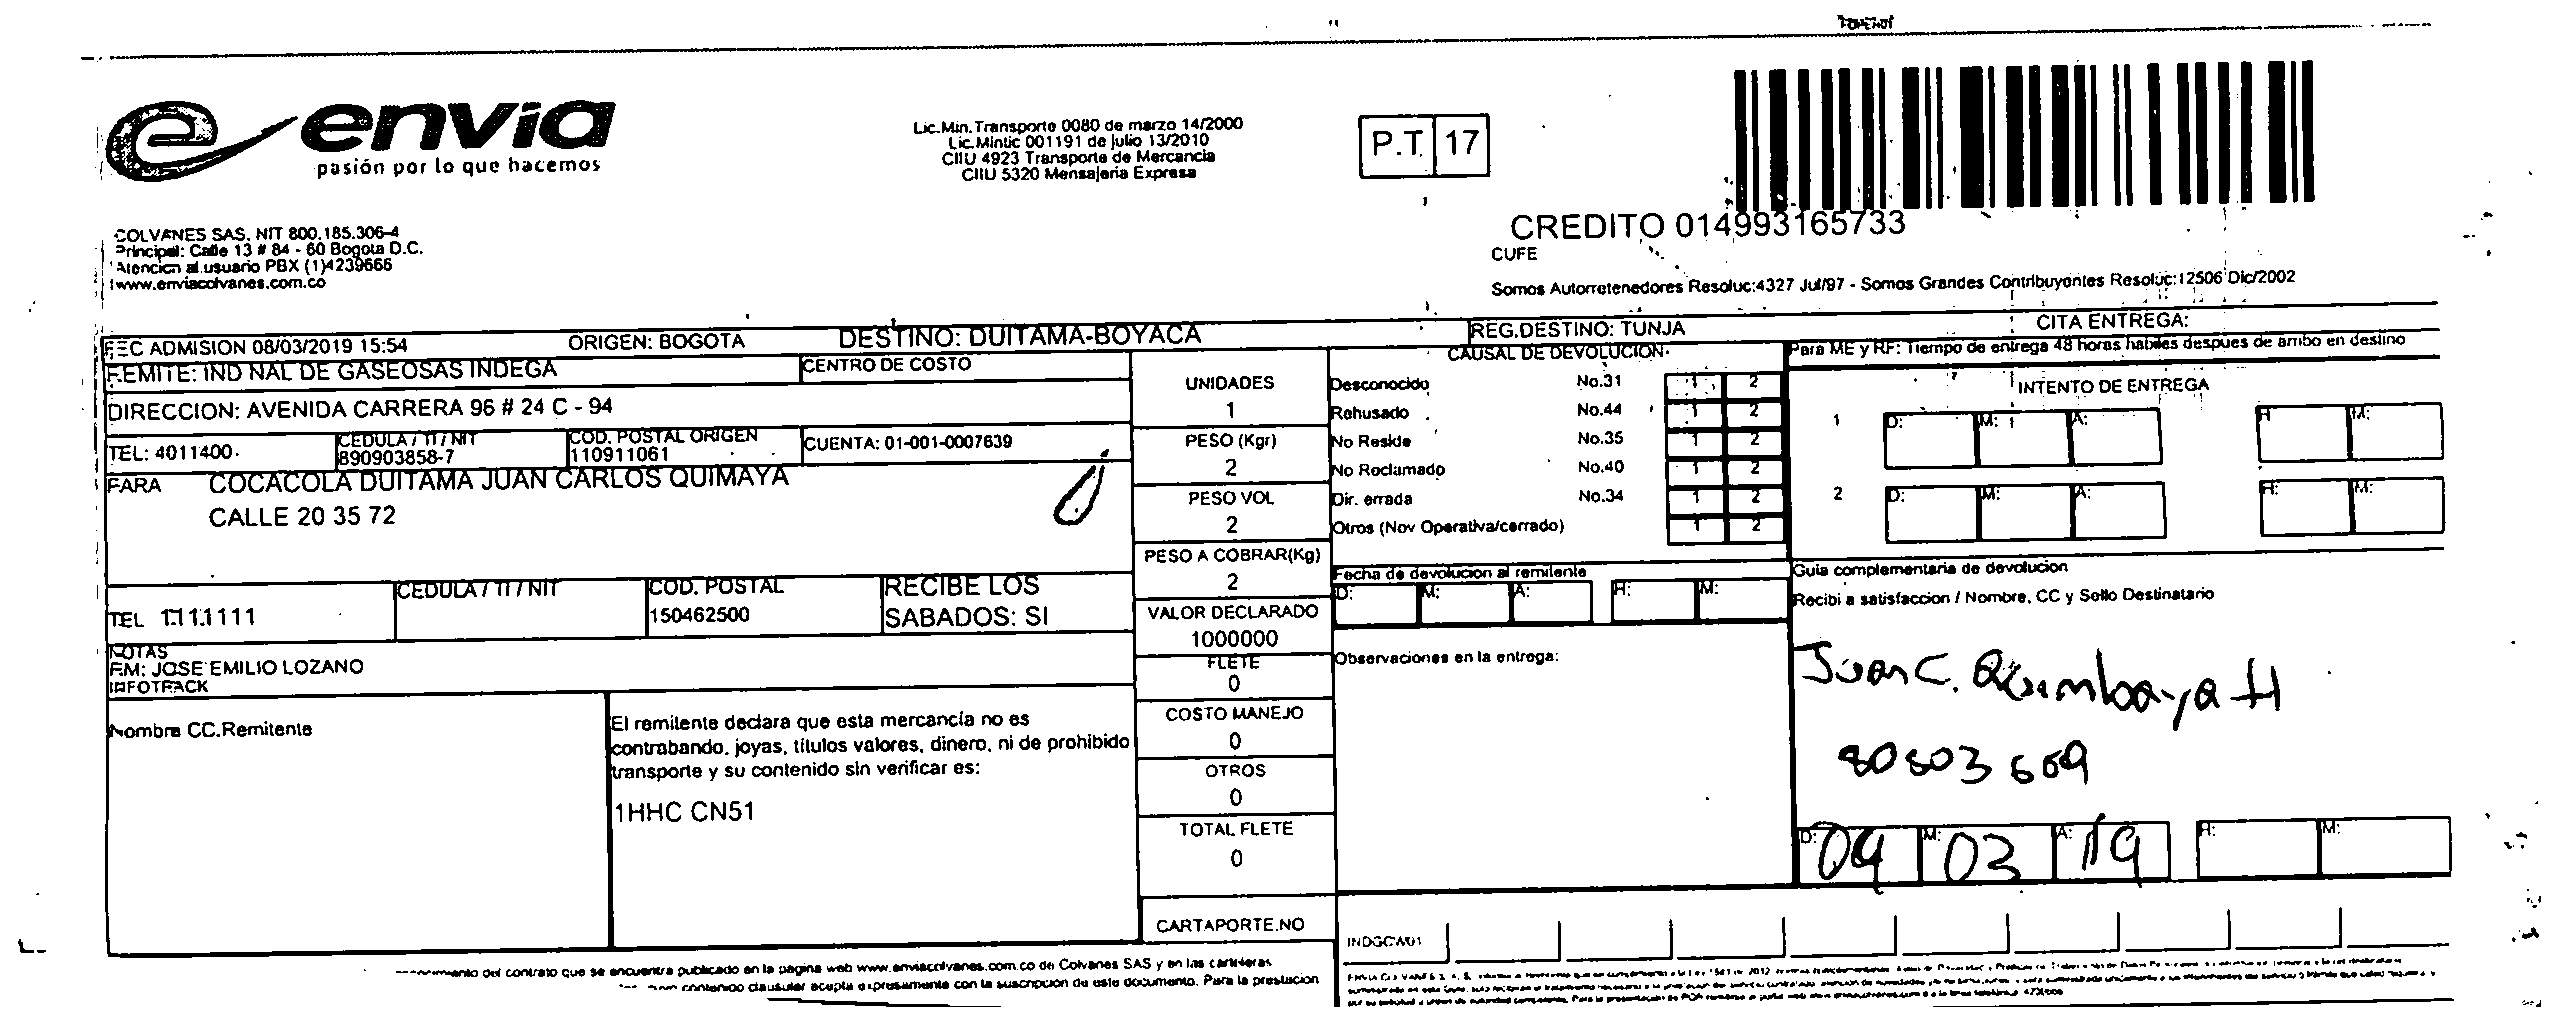 envia
pasión por lo que hacemos
Lic.Min.Transporte 0080 de marzo 14/2000
Lic.Mintic 001191 de Julio 13/2010
CIIU 4923 Transporte de Mercancia
CIIU 5320 Mensajeria Expresa
P.T. 17
COLVANES SAS. NIT 800.185.306-4
Principal: Calle 13 # 84 - 60 Bogota D.C.
Atencion al usuario PBX (1)4239666
www.enviacolvanes.com.co
CREDITO 014993165733
CUFE
Somos Autorretenedores Resoluc:4327 Jul/97 - Somos Grandes Contribuyentes Resoluc:12506 Dic/2002
FEC ADMISION 08/03/2019 15:54 ORIGEN: BOGOTA DESTINO: DUITAMA-BOYACA REG.DESTINO: TUNJA CITA ENTREGA:
REMITE: IND NAL DE GASEOSAS INDEGA CENTRO DE COSTO
DIRECCION: AVENIDA CARRERA 96 # 24 C - 94
TEL: 4011400 CEDULA / TI / NIT 890903858-7 COD. POSTAL ORIGEN 110911061 CUENTA: 01-001-0007639
PARA COCACOLA DUITAMA JUAN CARLOS QUIMAYA
CALLE 20 35 72
TEL 1111111 CEDULA / TI / NIT COD. POSTAL 150462500 RECIBE LOS SABADOS: SI
NOTAS
RM: JOSE EMILIO LOZANO
INFOTRACK
Nombre CC.Remitente
El remitente declara que esta mercancía no es
contrabando, joyas, títulos valores, dinero, ni de prohibido
transporte y su contenido sin verificar es:
1HHC CN51
UNIDADES
1
PESO (Kgr)
2
PESO VOL
2
PESO A COBRAR(Kg)
2
VALOR DECLARADO
1000000
FLETE
0
COSTO MANEJO
0
OTROS
0
TOTAL FLETE
0
CARTAPORTE.NO
CAUSAL DE DEVOLUCION
Desconocido No.31 1 2
Rehusado No.44 1 2
No Reside No.35 1 2
No Reclamado No.40 1 2
Dir. errada No.34 1 2
Otros (Nov Operativa/cerrado) 1 2
Fecha de devolucion al remitente
D: M: A: H: M:
Observaciones en la entrega:
Para ME y RF: Tiempo de entrega 48 horas habiles despues de arribo en destino
INTENTO DE ENTREGA
1 D: M: A: H: M:
2 D: M: A: H: M:
Guia complementaria de devolucion
Recibi a satisfaccion / Nombre, CC y Sello Destinatario
Juan C. Quimbaya H
80803609
D: 09 M: 03 A: 19 H: M:
INDGCW01
del contrato que se encuentra publicado en la pagina web www.enviacolvanes.com.co de Colvanes SAS y en las carteleras
contenido clausular acepta expresamente con la suscripcion de este documento. Para la prestacion